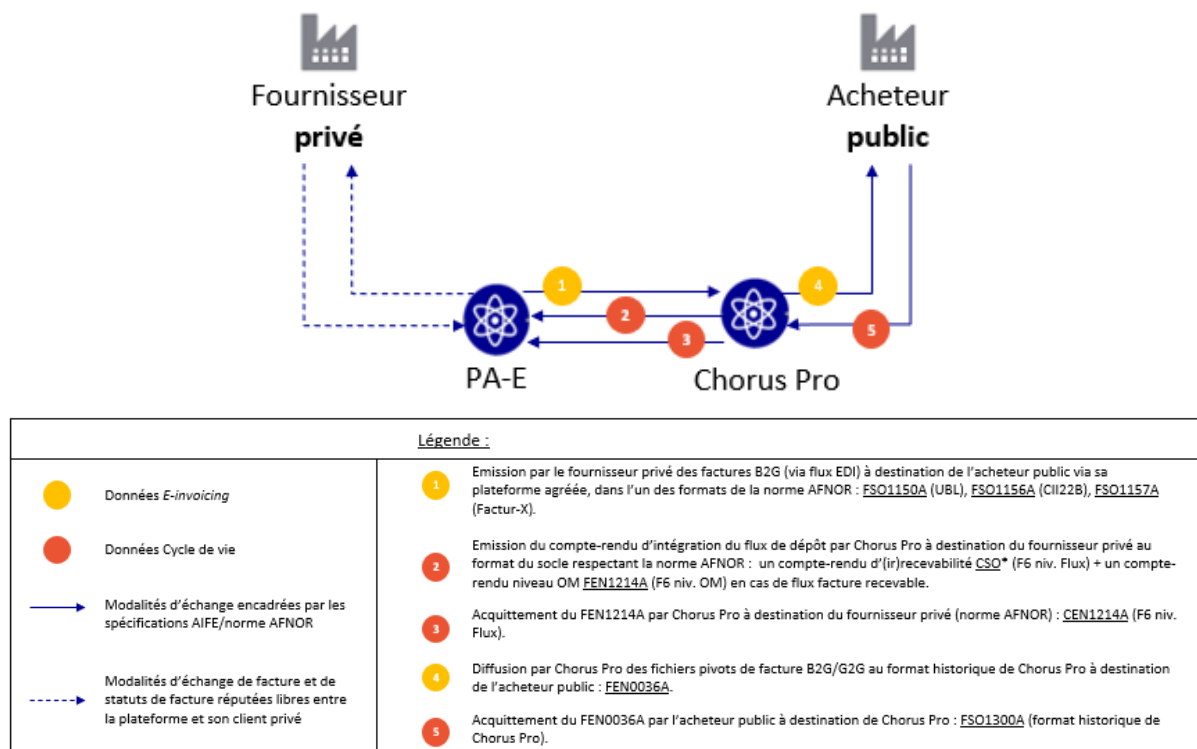 Fournisseur
privé
Acheteur
public
1
4
2
5
3
PA-E
Chorus Pro
Légende :
Données E-invoicing
Données Cycle de vie
Modalités d'échange encadrées par les
spécifications AIFE/norme AFNOR
Modalités d'échange de facture et de
statuts de facture réputées libres entre
la plateforme et son client privé
1
Emission par le fournisseur privé des factures B2G (via flux EDI) à destination de l'acheteur public via sa
plateforme agréée, dans l'un des formats de la norme AFNOR : FSO1150A (UBL), FSO1156A (CII22B), FSO1157A
(Factur-X).
2
Emission du compte-rendu d'intégration du flux de dépôt par Chorus Pro à destination du fournisseur privé au
format du socle respectant la norme AFNOR : un compte-rendu d'(ir)recevabilité CSO* (F6 niv. Flux) + un compte-
rendu niveau OM FEN1214A (F6 niv. OM) en cas de flux facture recevable.
3
Acquittement du FEN1214A par Chorus Pro à destination du fournisseur privé (norme AFNOR) : CEN1214A (F6 niv.
Flux).
4
Diffusion par Chorus Pro des fichiers pivots de facture B2G/G2G au format historique de Chorus Pro à destination
de l'acheteur public : FEN0036A.
5
Acquittement du FEN0036A par l'acheteur public à destination de Chorus Pro : FSO1300A (format historique de
Chorus Pro).